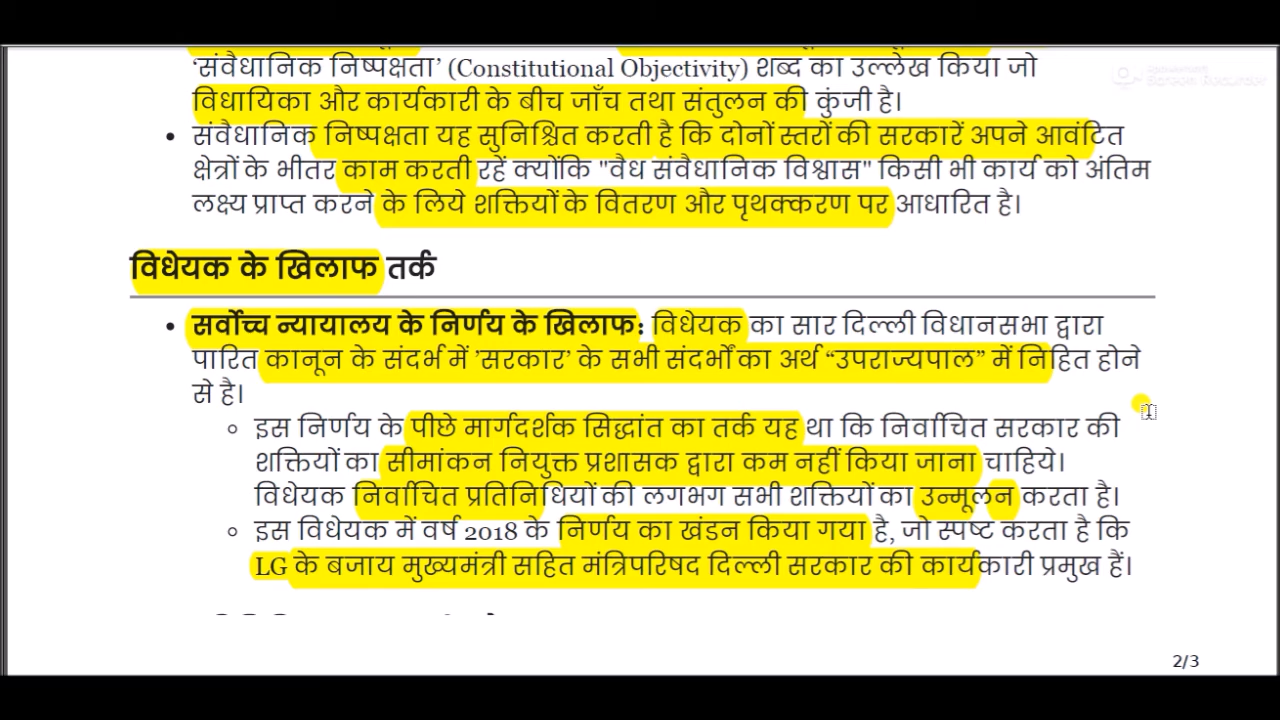 'संवैधानिक निष्पक्षता' (Constitutional Objectivity) शब्द का उल्लेख किया जो
विधायिका और कार्यकारी के बीच जाँच तथा संतुलन की कुंजी है।
• संवैधानिक निष्पक्षता यह सुनिश्चित करती है कि दोनों स्तरों की सरकारें अपने आवंटित
क्षेत्रों के भीतर काम करती रहें क्योंकि "वैध संवैधानिक विश्वास" किसी भी कार्य को अंतिम
लक्ष्य प्राप्त करने के लिये शक्तियों के वितरण और पृथक्करण पर आधारित है।
विधेयक के खिलाफ तर्क
• सर्वोच्च न्यायालय के निर्णय के खिलाफ: विधेयक का सार दिल्ली विधानसभा द्वारा
पारित कानून के संदर्भ में 'सरकार' के सभी संदर्भों का अर्थ “उपराज्यपाल” में निहित होने
से है।
○ इस निर्णय के पीछे मार्गदर्शक सिद्धांत का तर्क यह था कि निर्वाचित सरकार की
शक्तियों का सीमांकन नियुक्त प्रशासक द्वारा कम नहीं किया जाना चाहिये।
विधेयक निर्वाचित प्रतिनिधियों की लगभग सभी शक्तियों का उन्मूलन करता है।
○ इस विधेयक में वर्ष 2018 के निर्णय का खंडन किया गया है, जो स्पष्ट करता है कि
LG के बजाय मुख्यमंत्री सहित मंत्रिपरिषद दिल्ली सरकार की कार्यकारी प्रमुख हैं।
2/3
Screen Recorder